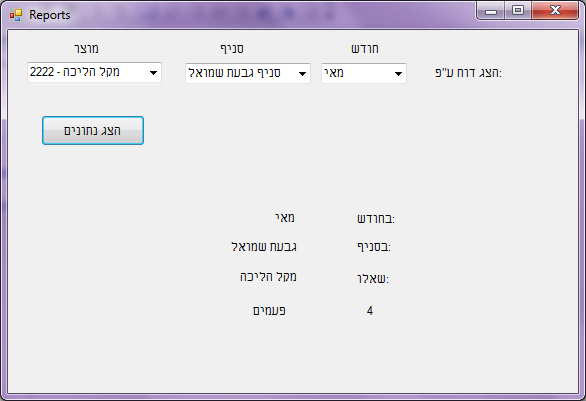 Reports
חודש סניף מוצר
הצג דוח ע"פ: מאי סניף גבעת שמואל 2222 - מקל הליכה
הצג נתונים
בחודש: מאי
בסניף: גבעת שמואל
שאלו: מקל הליכה
4 פעמים